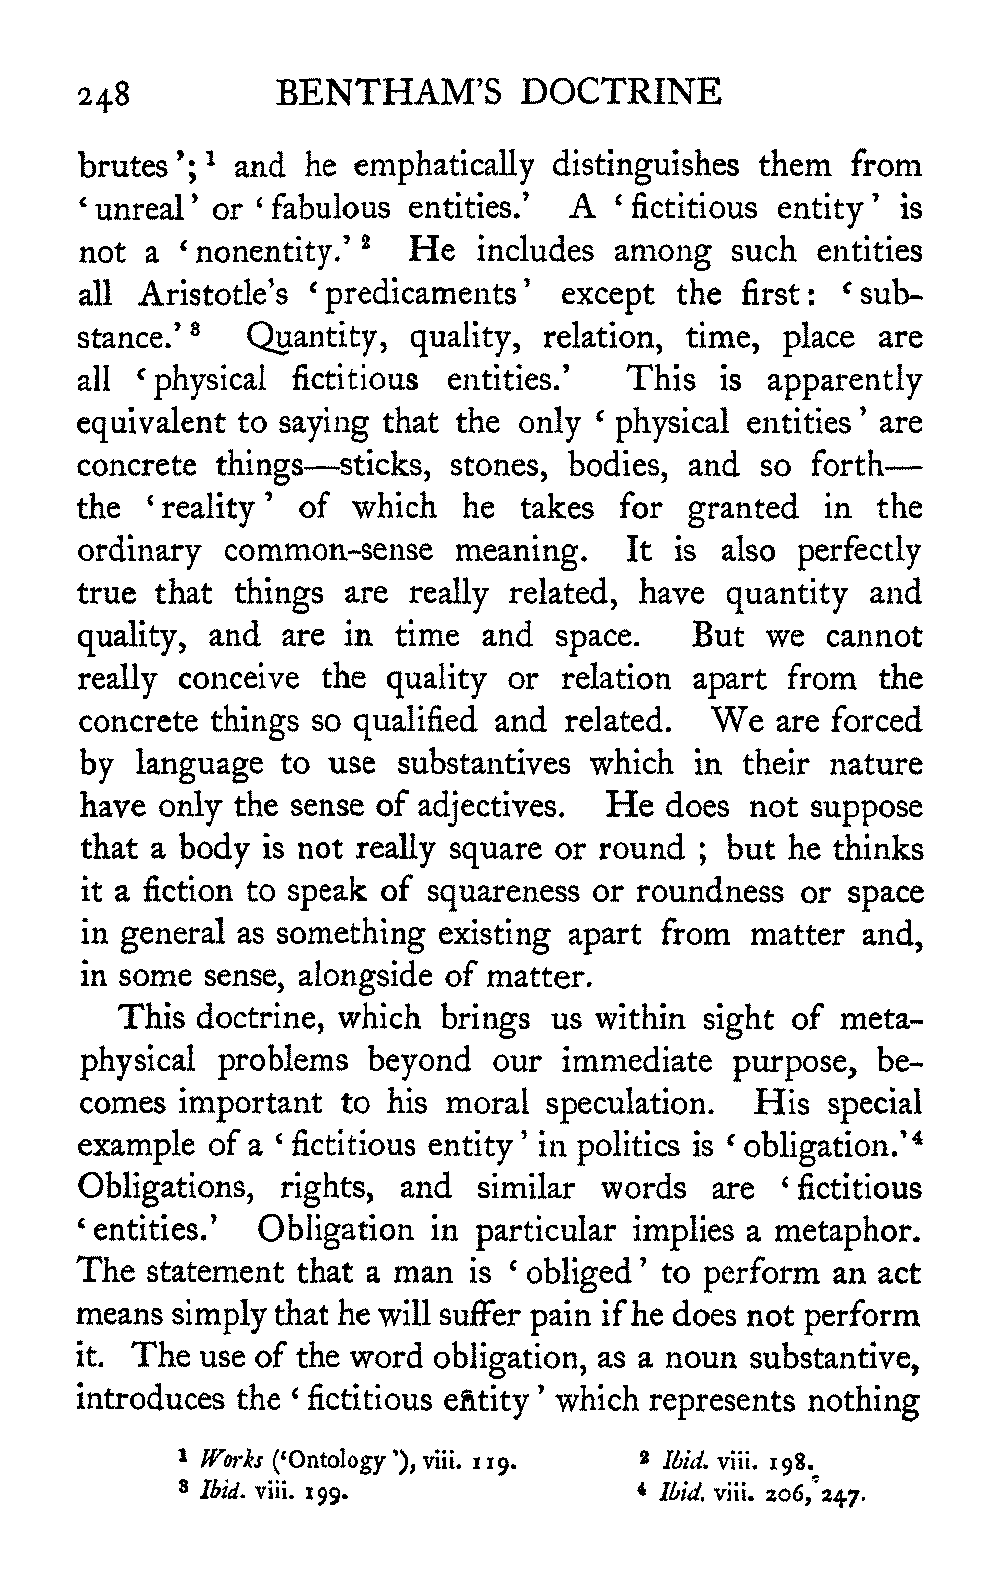 248 BENTHAM'S DOCTRINE
brutes'; ¹ and he emphatically distinguishes them from
'unreal' or 'fabulous entities.' A 'fictitious entity' is
not a 'nonentity.' ² He includes among such entities
all Aristotle's 'predicaments' except the first: 'sub-
stance.' ³ Quantity, quality, relation, time, place are
all 'physical fictitious entities.' This is apparently
equivalent to saying that the only 'physical entities' are
concrete things—sticks, stones, bodies, and so forth—
the 'reality' of which he takes for granted in the
ordinary common-sense meaning. It is also perfectly
true that things are really related, have quantity and
quality, and are in time and space. But we cannot
really conceive the quality or relation apart from the
concrete things so qualified and related. We are forced
by language to use substantives which in their nature
have only the sense of adjectives. He does not suppose
that a body is not really square or round ; but he thinks
it a fiction to speak of squareness or roundness or space
in general as something existing apart from matter and,
in some sense, alongside of matter.
This doctrine, which brings us within sight of meta-
physical problems beyond our immediate purpose, be-
comes important to his moral speculation. His special
example of a 'fictitious entity' in politics is 'obligation.' ⁴
Obligations, rights, and similar words are 'fictitious
'entities.' Obligation in particular implies a metaphor.
The statement that a man is 'obliged' to perform an act
means simply that he will suffer pain if he does not perform
it. The use of the word obligation, as a noun substantive,
introduces the 'fictitious entity' which represents nothing
¹ Works ('Ontology'), viii. 119. ² Ibid. viii. 198.
³ Ibid. viii. 199. ⁴ Ibid. viii. 206, 247.